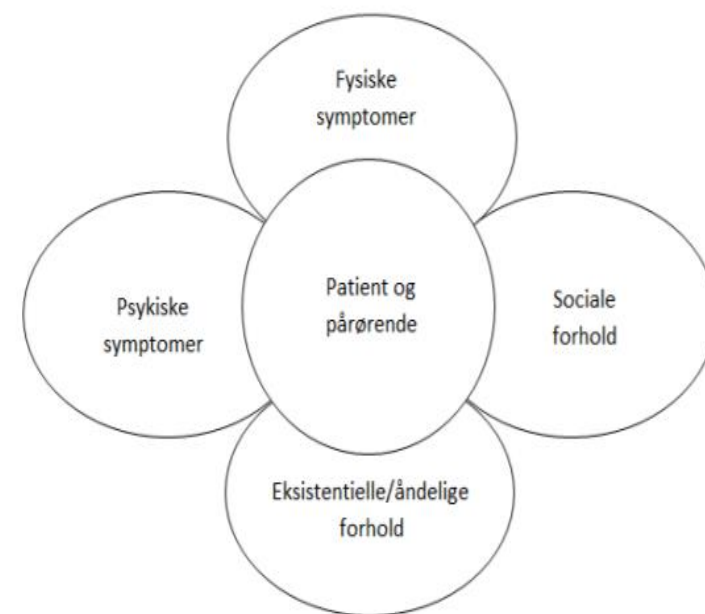 Fysiske
symptomer
Psykiske
symptomer
Patient og
pårørende
Sociale
forhold
Eksistentielle/åndelige
forhold